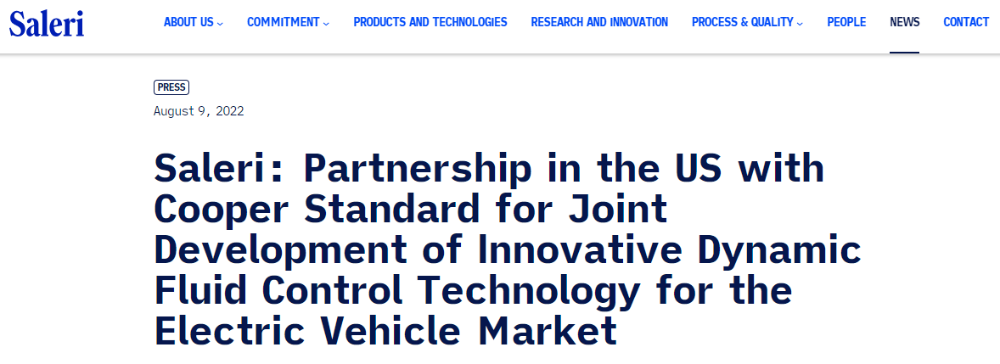 Saleri
ABOUT US COMMITMENT PRODUCTS AND TECHNOLOGIES RESEARCH AND INNOVATION PROCESS & QUALITY PEOPLE NEWS CONTACT
PRESS
August 9, 2022
Saleri: Partnership in the US with
Cooper Standard for Joint
Development of Innovative Dynamic
Fluid Control Technology for the
Electric Vehicle Market